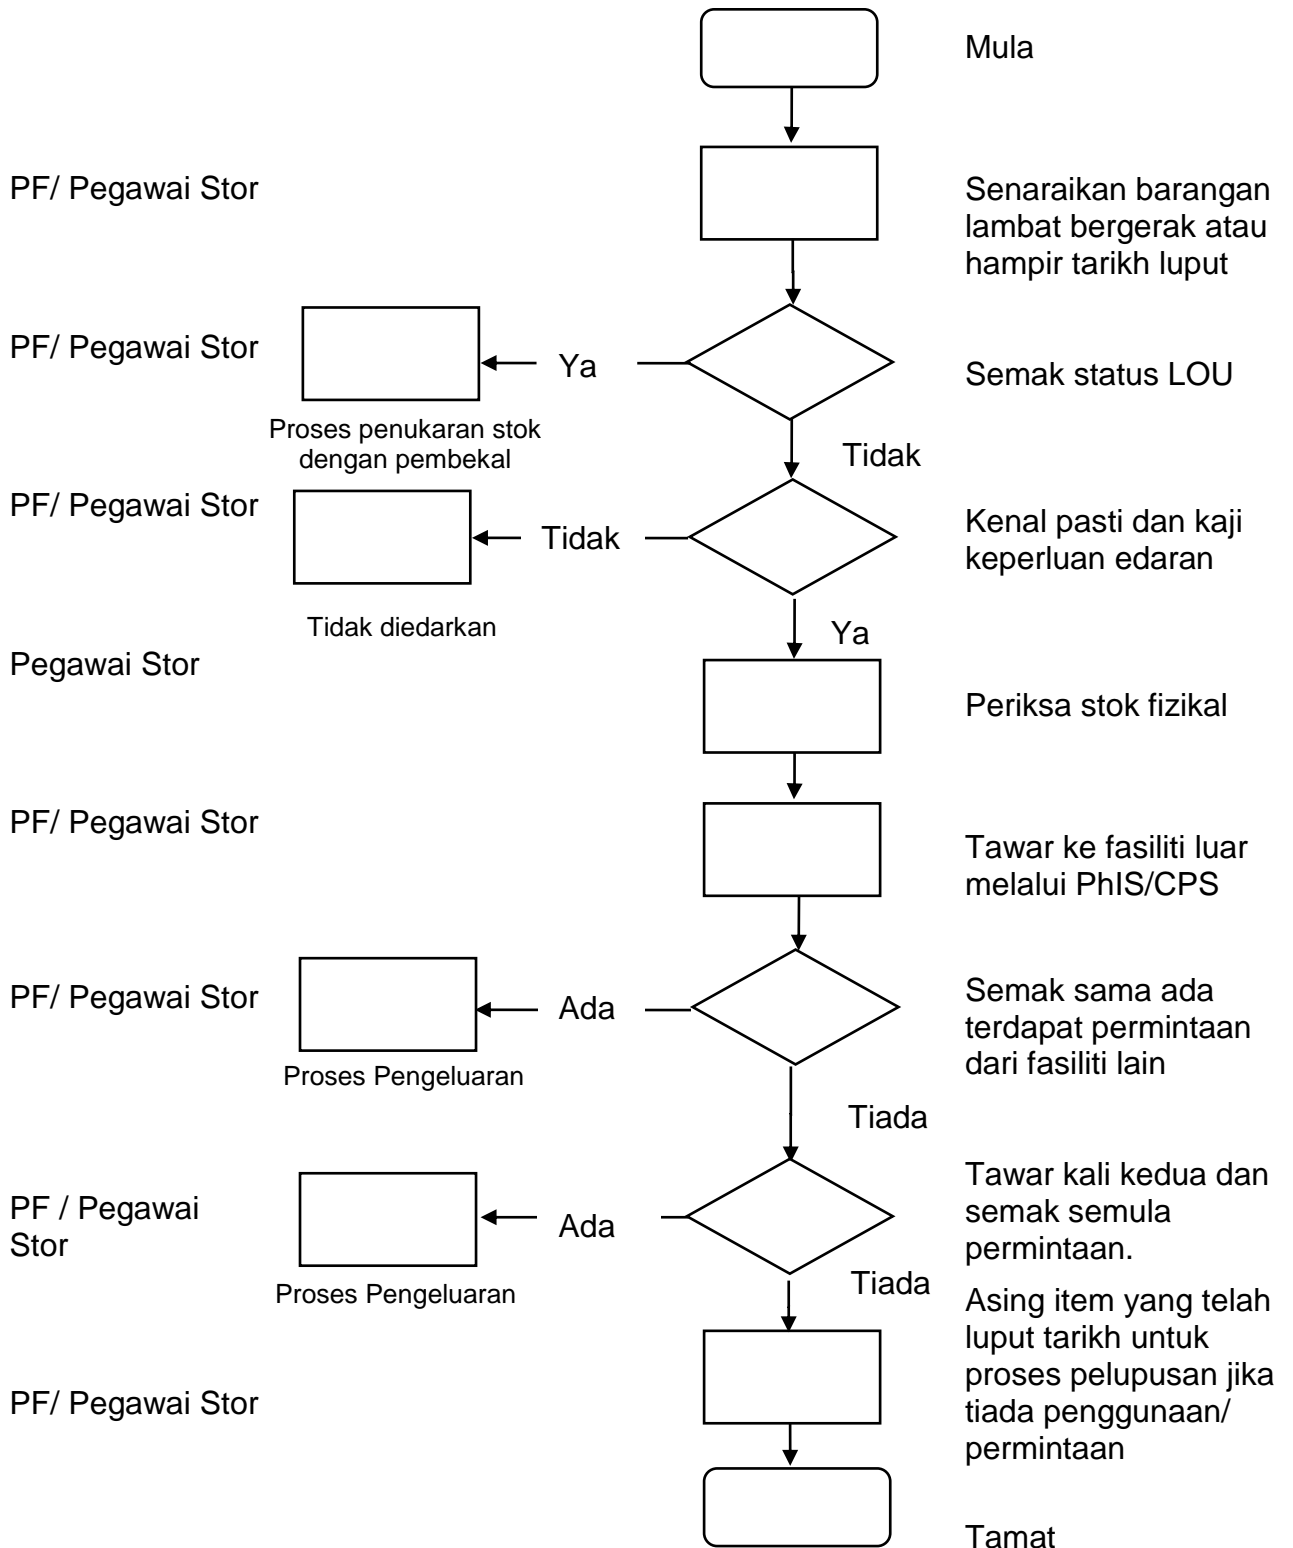 Mula
PF/ Pegawai Stor
Senaraikan barangan
lambat bergerak atau
hampir tarikh luput
PF/ Pegawai Stor
Ya
Semak status LOU
Proses penukaran stok
dengan pembekal
Tidak
PF/ Pegawai Stor
Tidak
Kenal pasti dan kaji
keperluan edaran
Tidak diedarkan
Ya
Pegawai Stor
Periksa stok fizikal
PF/ Pegawai Stor
Tawar ke fasiliti luar
melalui PhIS/CPS
PF/ Pegawai Stor
Ada
Semak sama ada
terdapat permintaan
dari fasiliti lain
Proses Pengeluaran
Tiada
PF / Pegawai
Stor
Ada
Tawar kali kedua dan
semak semula
permintaan.
Proses Pengeluaran
Tiada
PF/ Pegawai Stor
Asing item yang telah
luput tarikh untuk
proses pelupusan jika
tiada penggunaan/
permintaan
Tamat